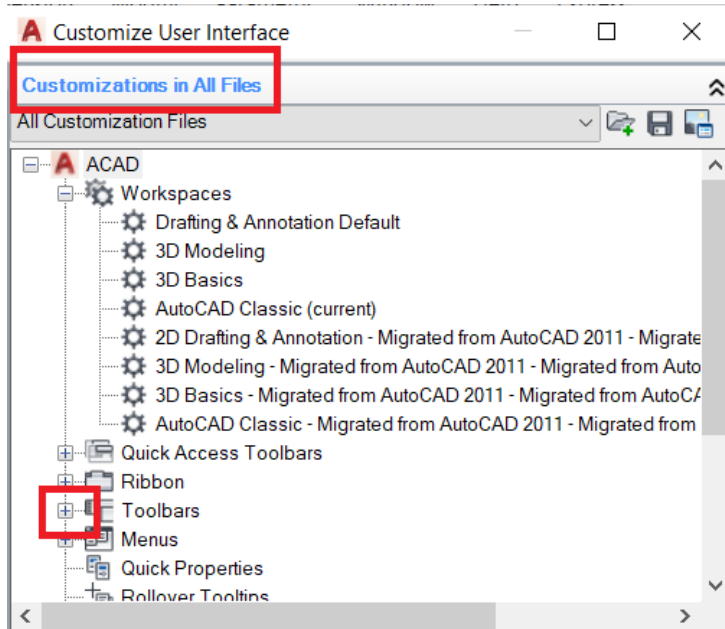 Customize User Interface
Customizations in All Files
All Customization Files
ACAD
Workspaces
Drafting & Annotation Default
3D Modeling
3D Basics
AutoCAD Classic (current)
2D Drafting & Annotation - Migrated from AutoCAD 2011 - Migrate
3D Modeling - Migrated from AutoCAD 2011 - Migrated from Auto
3D Basics - Migrated from AutoCAD 2011 - Migrated from AutoCA
AutoCAD Classic - Migrated from AutoCAD 2011 - Migrated from
Quick Access Toolbars
Ribbon
Toolbars
Menus
Quick Properties
Rollover Tooltips